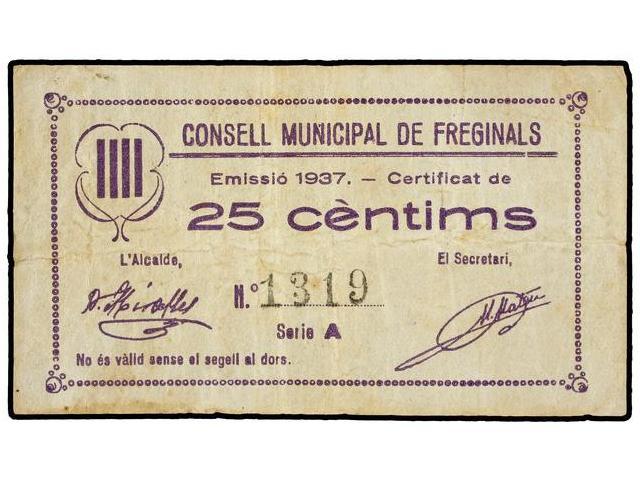 CONSELL MUNICIPAL DE FREGINALS
Emissió 1937. — Certificat de
25 cèntims
L'Alcalde,
El Secretari,
N.º 1319
Serie A
No és vàlid sense el segell al dors.